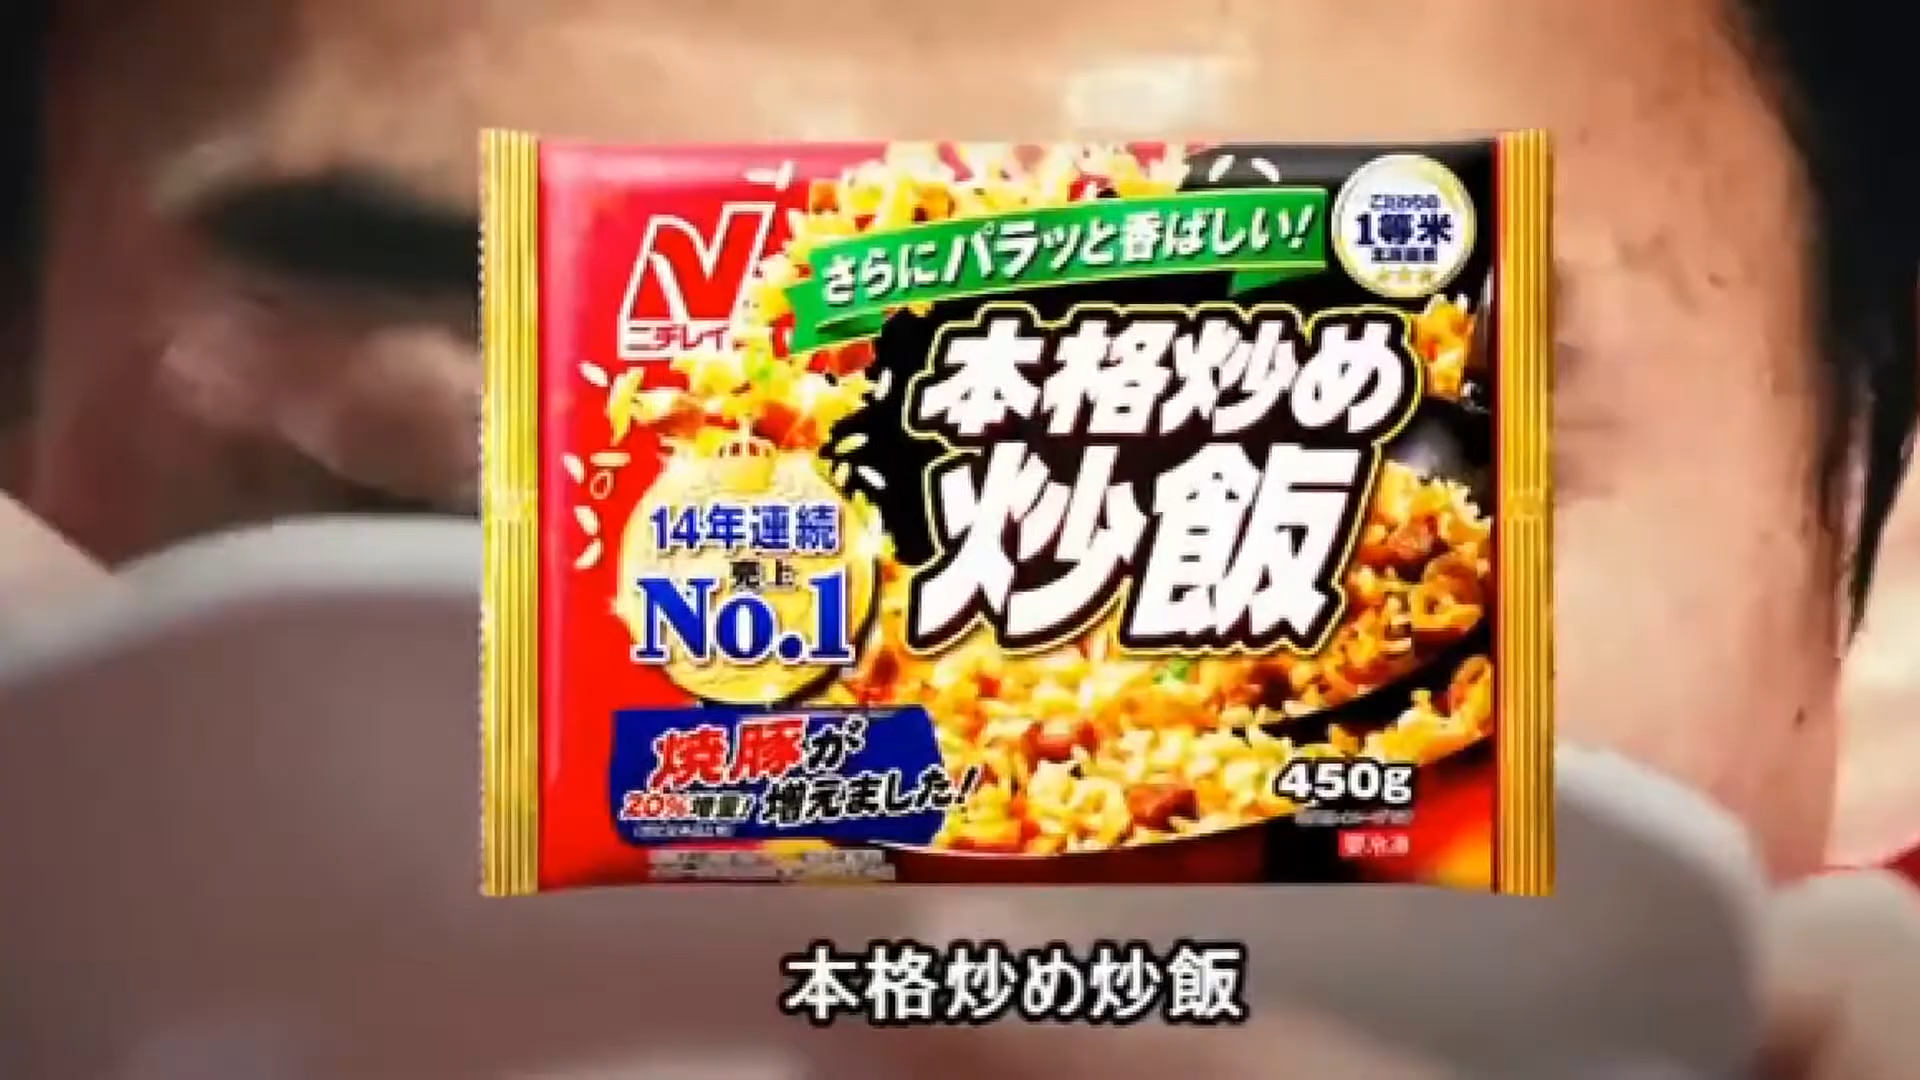 ニチレイ
さらにパラッと香ばしい!
こだわりの
1等米
本格炒め
炒飯
14年連続
売上
No.1
焼豚が
20%増量! 増えました!
450g
要冷凍
本格炒め炒飯